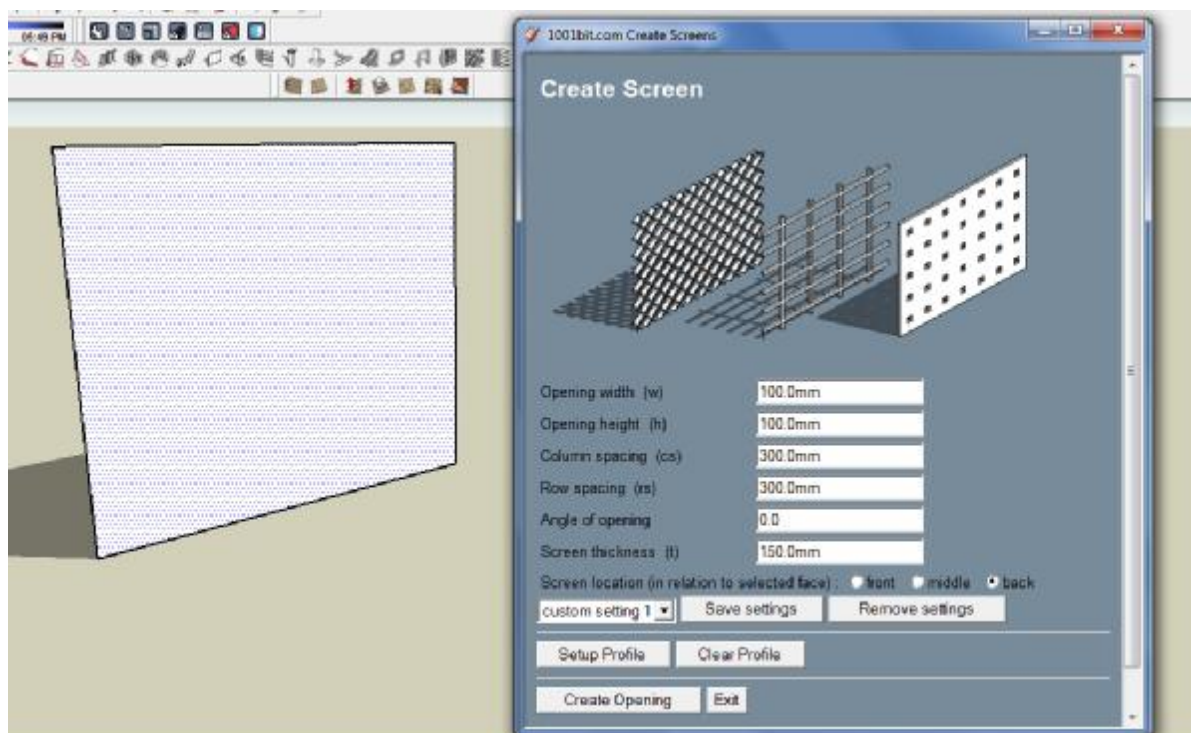 05:49 PM
1001bit.com Create Screens
Create Screen
Opening width (w) 100.0mm
Opening height (h) 100.0mm
Column spacing (cs) 300.0mm
Row spacing (rs) 300.0mm
Angle of opening 0.0
Screen thickness (t) 150.0mm
Screen location (in relation to selected face) : front middle back
custom setting 1 Save settings Remove settings
Setup Profile Clear Profile
Create Opening Exit